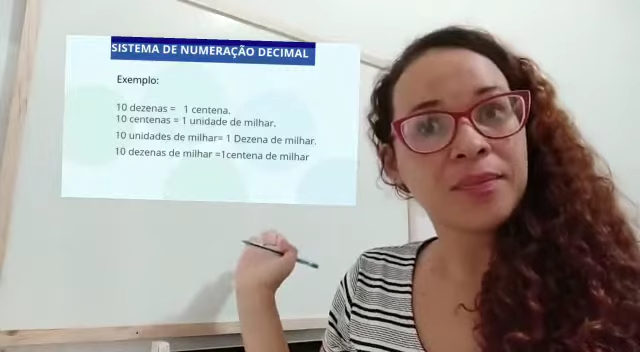 SISTEMA DE NUMERAÇÃO DECIMAL
Exemplo:
10 dezenas = 1 centena.
10 centenas = 1 unidade de milhar.
10 unidades de milhar= 1 Dezena de milhar.
10 dezenas de milhar =1centena de milhar